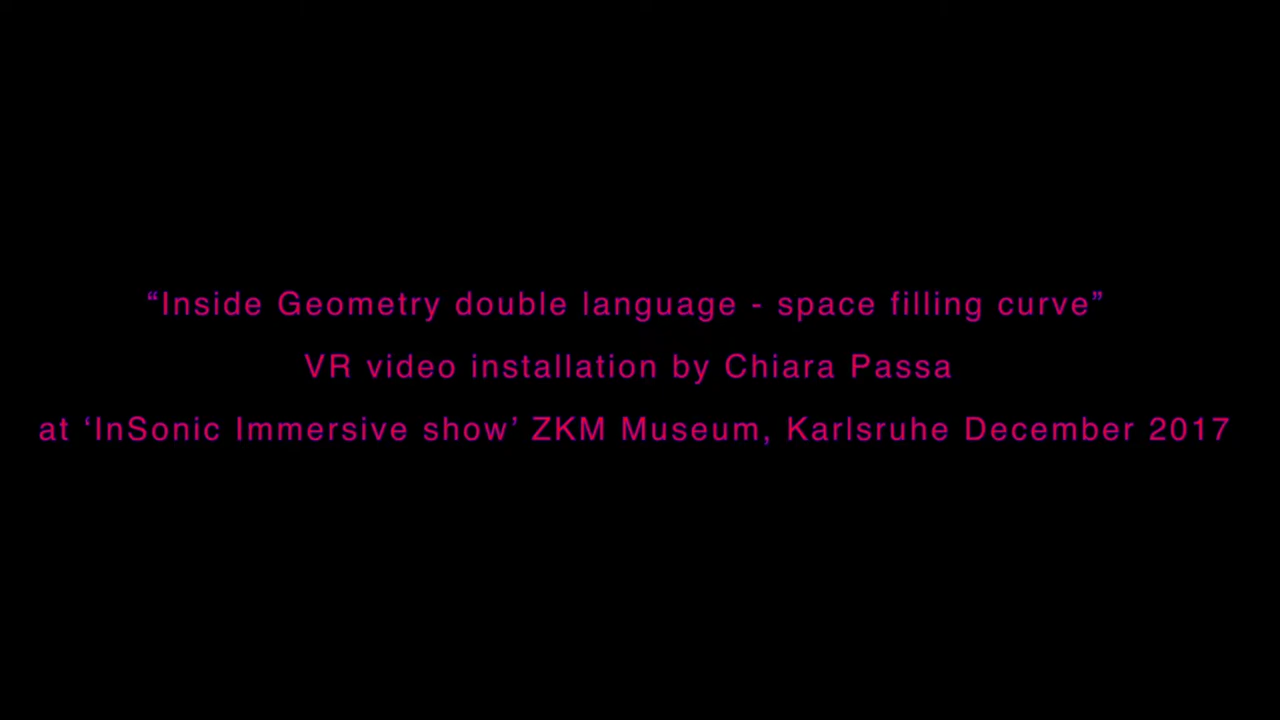 “Inside Geometry double language - space filling curve”
VR video installation by Chiara Passa
at ‘InSonic Immersive show’ ZKM Museum, Karlsruhe December 2017